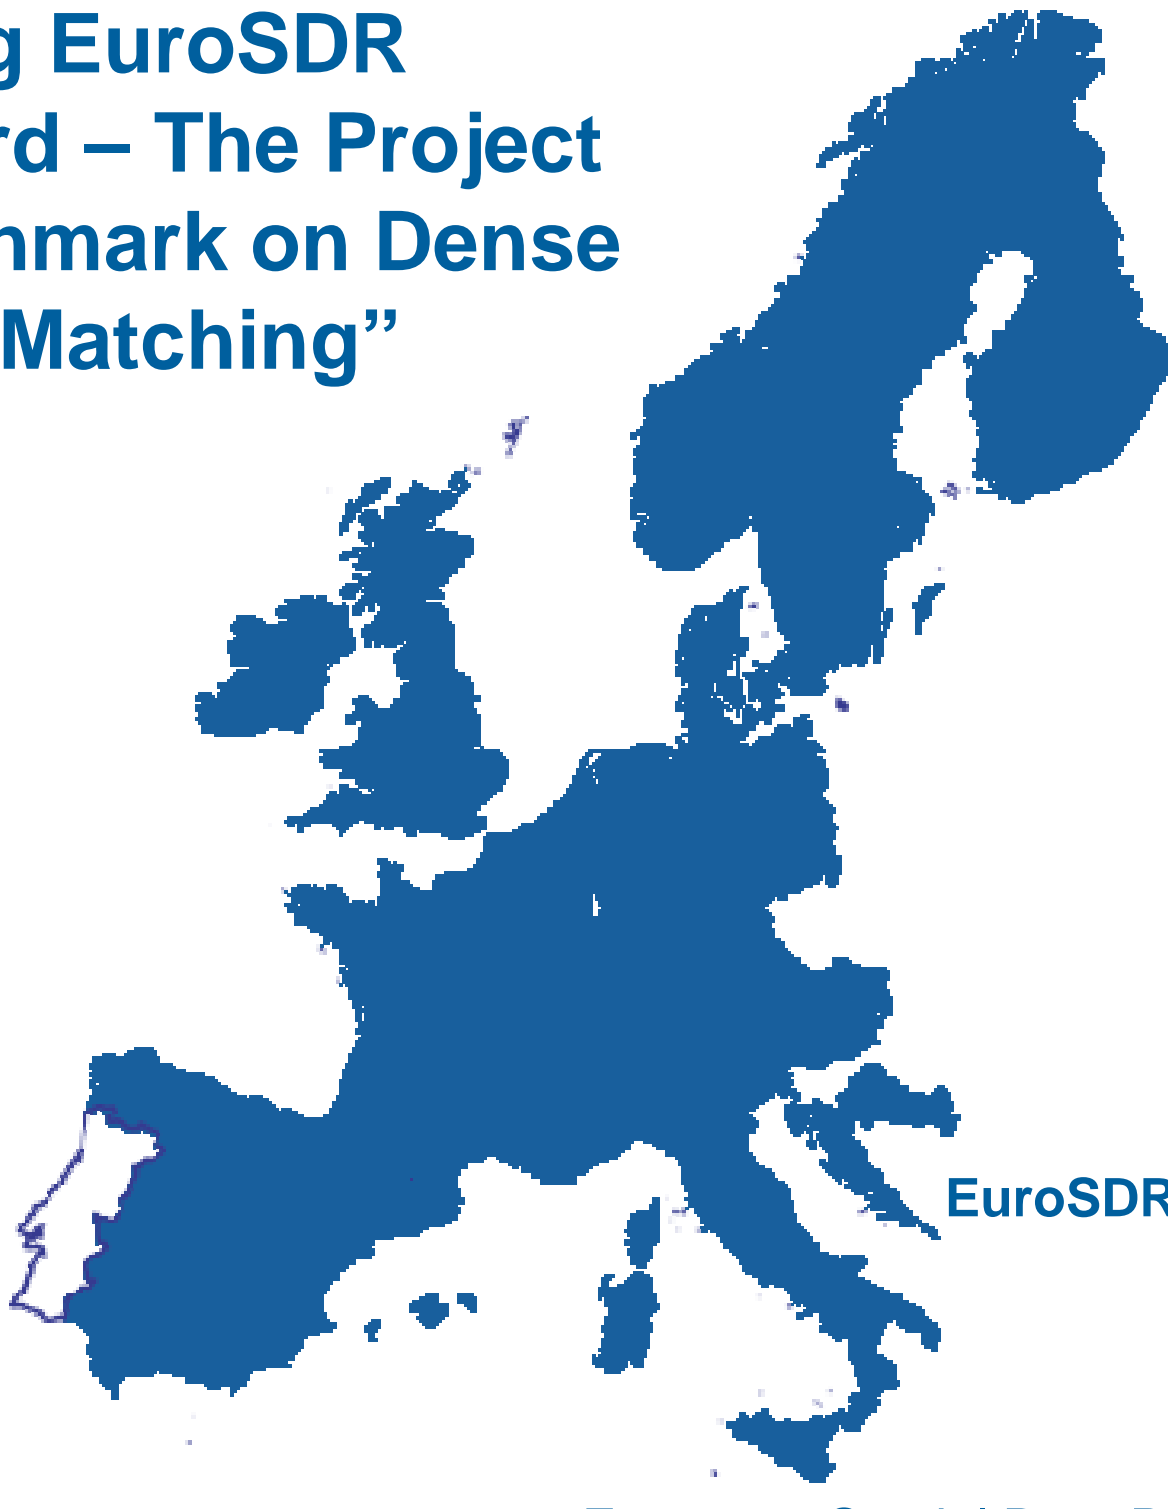 g EuroSDR
rd – The Project
nmark on Dense
Matching”
EuroSDR